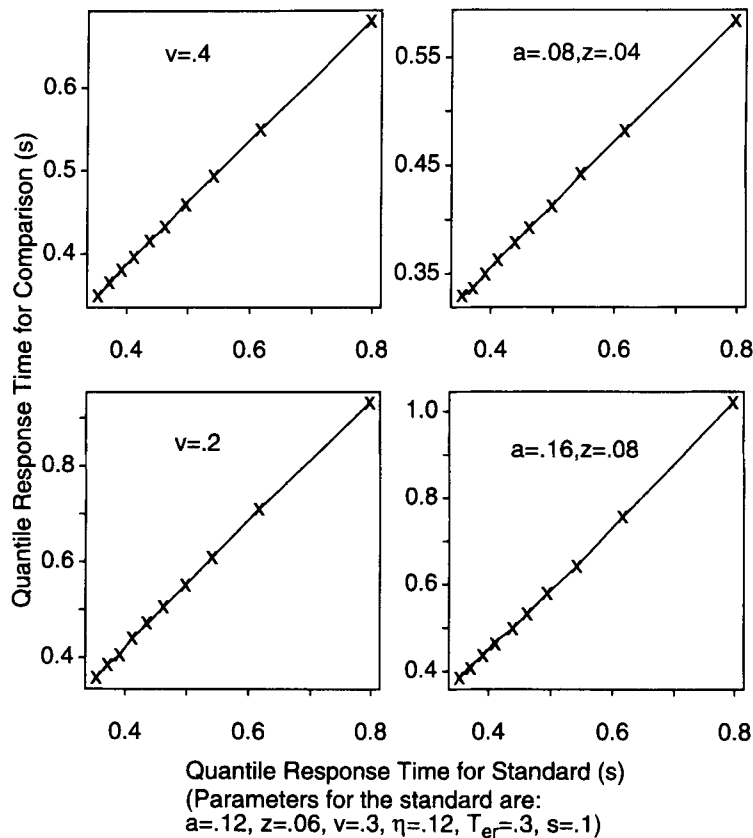 v=.4
0.6
0.5
0.4
0.4 0.6 0.8
a=.08,z=.04
0.55
0.45
0.35
0.4 0.6 0.8
v=.2
0.8
0.6
0.4
0.4 0.6 0.8
a=.16,z=.08
1.0
0.8
0.6
0.4
0.4 0.6 0.8
Quantile Response Time for Comparison (s)
Quantile Response Time for Standard (s)
(Parameters for the standard are:
a=.12, z=.06, v=.3, η=.12, Ter=.3, s=.1)